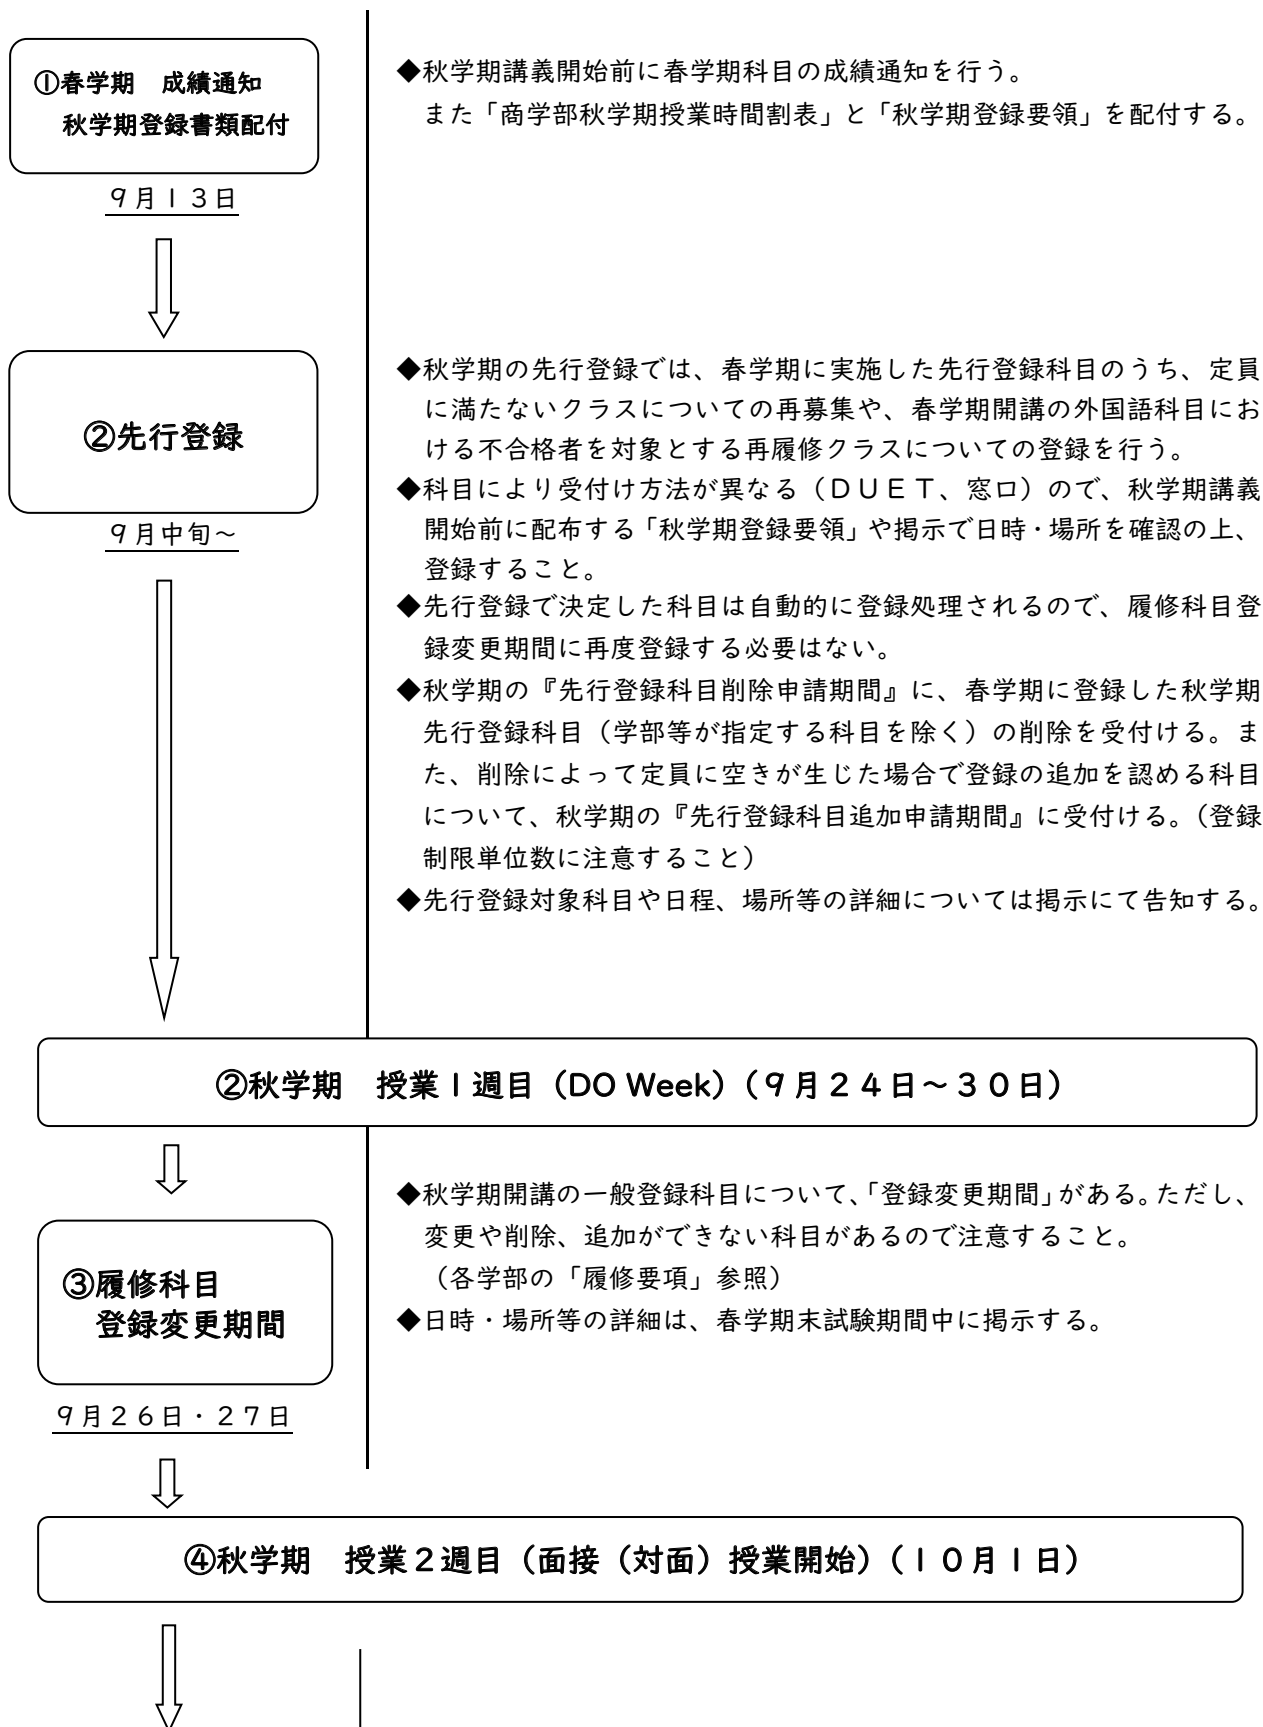 ①春学期　成績通知
秋学期登録書類配付
９月１３日
◆秋学期講義開始前に春学期科目の成績通知を行う。
また「商学部秋学期授業時間割表」と「秋学期登録要領」を配付する。
②先行登録
９月中旬～
◆秋学期の先行登録では、春学期に実施した先行登録科目のうち、定員
に満たないクラスについての再募集や、春学期開講の外国語科目にお
ける不合格者を対象とする再履修クラスについての登録を行う。
◆科目により受付け方法が異なる（ＤＵＥＴ、窓口）ので、秋学期講義
開始前に配布する「秋学期登録要領」や掲示で日時・場所を確認の上、
登録すること。
◆先行登録で決定した科目は自動的に登録処理されるので、履修科目登
録変更期間に再度登録する必要はない。
◆秋学期の『先行登録科目削除申請期間』に、春学期に登録した秋学期
先行登録科目（学部等が指定する科目を除く）の削除を受付ける。ま
た、削除によって定員に空きが生じた場合で登録の追加を認める科目
について、秋学期の『先行登録科目追加申請期間』に受付ける。（登録
制限単位数に注意すること）
◆先行登録対象科目や日程、場所等の詳細については掲示にて告知する。
②秋学期　授業１週目（DO Week）（９月２４日～３０日）
◆秋学期開講の一般登録科目について、「登録変更期間」がある。ただし、
変更や削除、追加ができない科目があるので注意すること。
（各学部の「履修要項」参照）
◆日時・場所等の詳細は、春学期末試験期間中に掲示する。
③履修科目
登録変更期間
９月２６日・２７日
④秋学期　授業２週目（面接（対面）授業開始）（１０月１日）